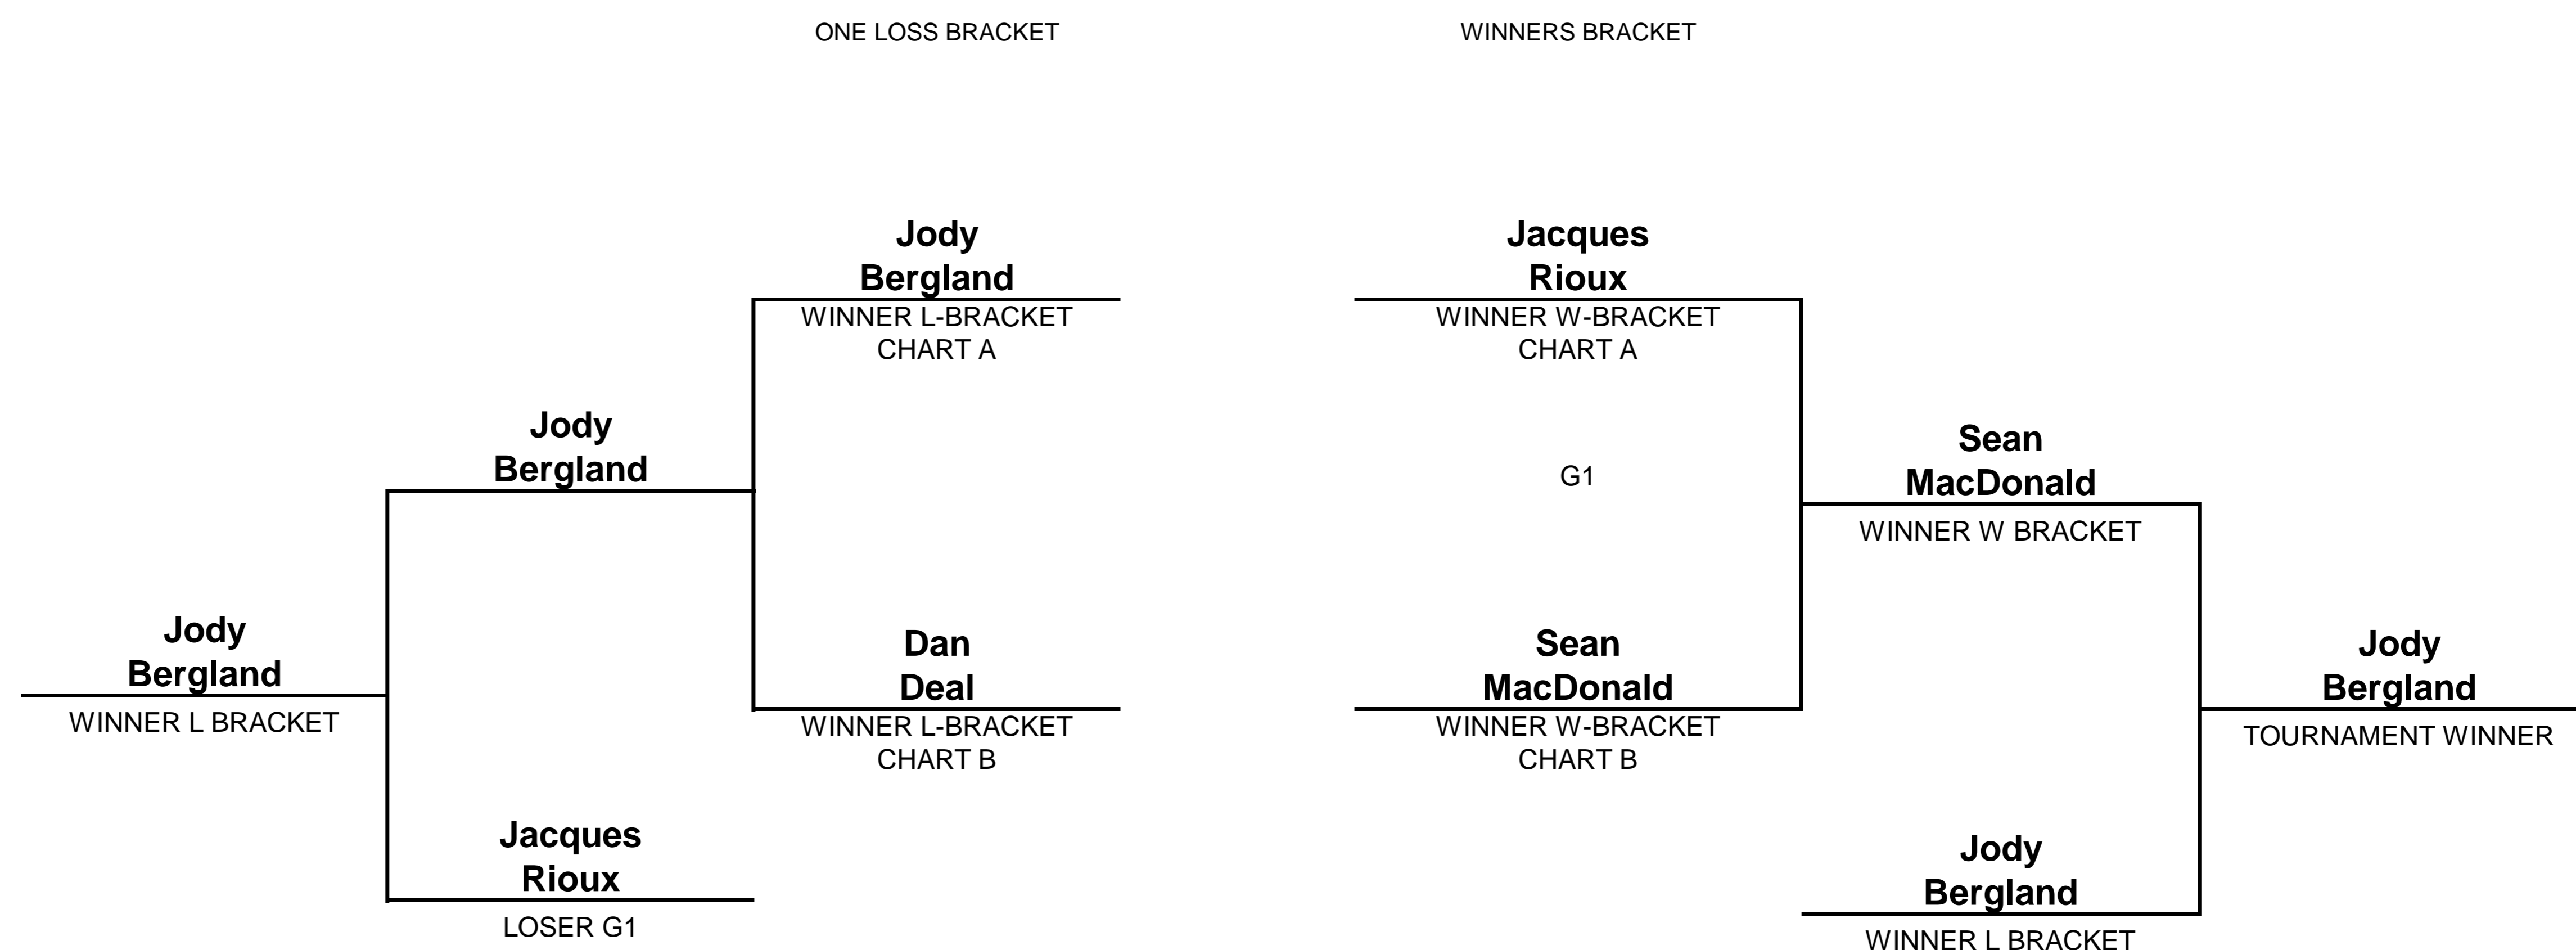 ONE LOSS BRACKET
WINNERS BRACKET
Jody
Bergland
WINNER L-BRACKET
CHART A
Jacques
Rioux
WINNER W-BRACKET
CHART A
Jody
Bergland
G1
Sean
MacDonald
WINNER W BRACKET
Jody
Bergland
WINNER L BRACKET
Dan
Deal
WINNER L-BRACKET
CHART B
Sean
MacDonald
WINNER W-BRACKET
CHART B
Jody
Bergland
TOURNAMENT WINNER
Jacques
Rioux
LOSER G1
Jody
Bergland
WINNER L BRACKET